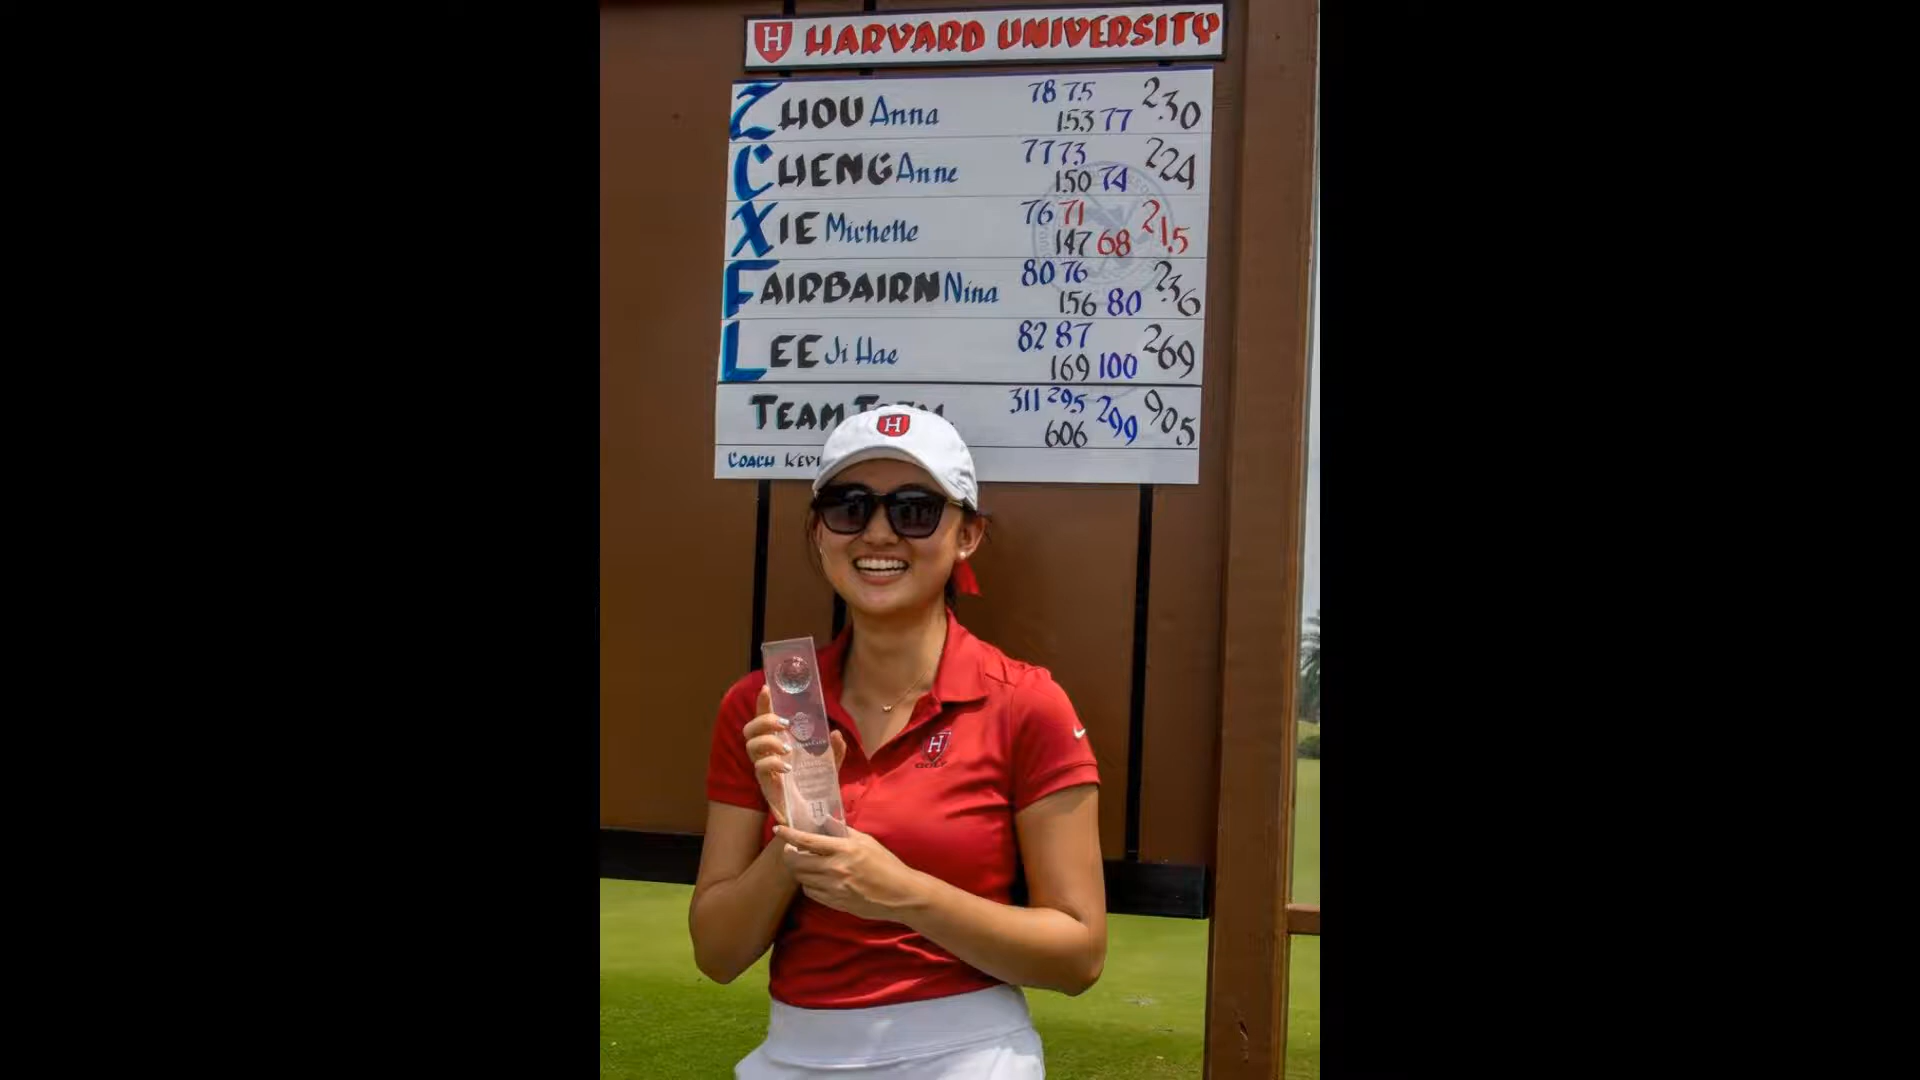 H HARVARD UNIVERSITY
ZHOU Anna 78 75 153 77 230
CHENG Anne 77 73 150 74 224
XIE Michelle 76 71 147 68 215
FAIRBAIRN Nina 80 76 156 80 236
LEE Ji Hae 82 87 169 100 269
TEAM 311 295 606 299 905
COACH
H
H
GOLF
H